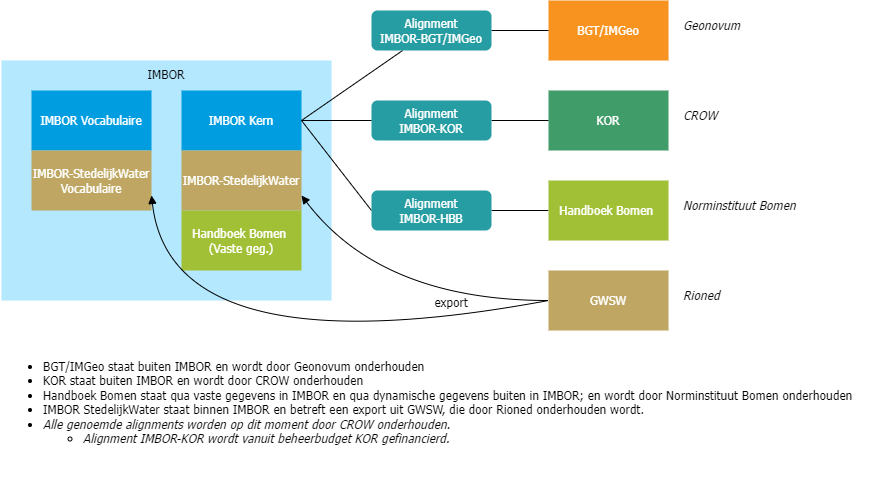 Alignment
IMBOR-BGT/IMGeo
BGT/IMGeo
Geonovum
IMBOR
IMBOR Vocabulaire
IMBOR Kern
Alignment
IMBOR-KOR
KOR
CROW
IMBOR-StedelijkWater
Vocabulaire
IMBOR-StedelijkWater
Alignment
IMBOR-HBB
Handboek Bomen
Norminstituut Bomen
Handboek Bomen
(Vaste geg.)
export
GWSW
Rioned
• BGT/IMGeo staat buiten IMBOR en wordt door Geonovum onderhouden
• KOR staat buiten IMBOR en wordt door CROW onderhouden
• Handboek Bomen staat qua vaste gegevens in IMBOR en qua dynamische gegevens buiten in IMBOR; en wordt door Norminstituut Bomen onderhouden
• IMBOR StedelijkWater staat binnen IMBOR en betreft een export uit GWSW, die door Rioned onderhouden wordt.
• Alle genoemde alignments worden op dit moment door CROW onderhouden.
◦ Alignment IMBOR-KOR wordt vanuit beheerbudget KOR gefinancierd.